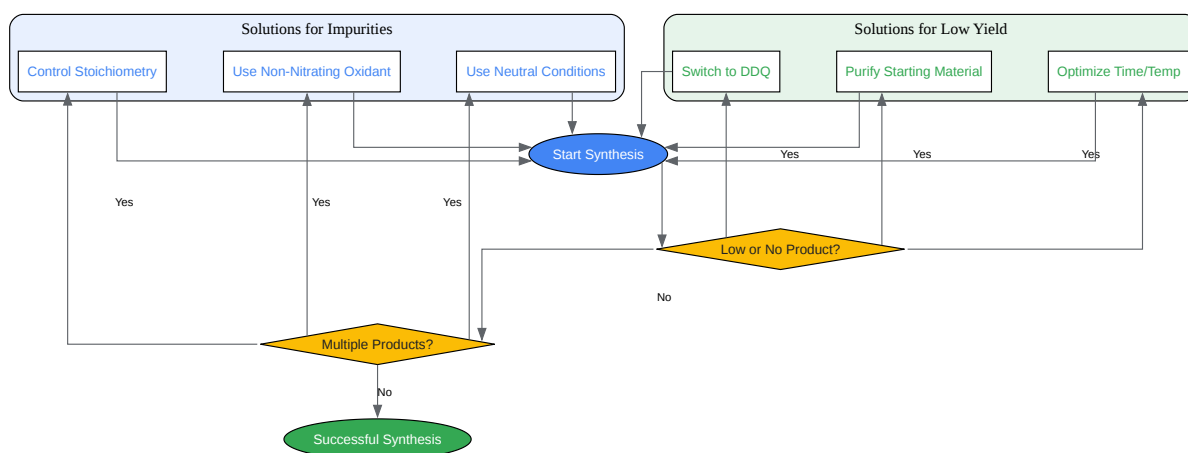 Solutions for Impurities
Solutions for Low Yield
Control Stoichiometry
Use Non-Nitrating Oxidant
Use Neutral Conditions
Switch to DDQ
Purify Starting Material
Optimize Time/Temp
Start Synthesis
Yes
Yes
Yes
Yes
Yes
Yes
Low or No Product?
No
Multiple Products?
No
Successful Synthesis